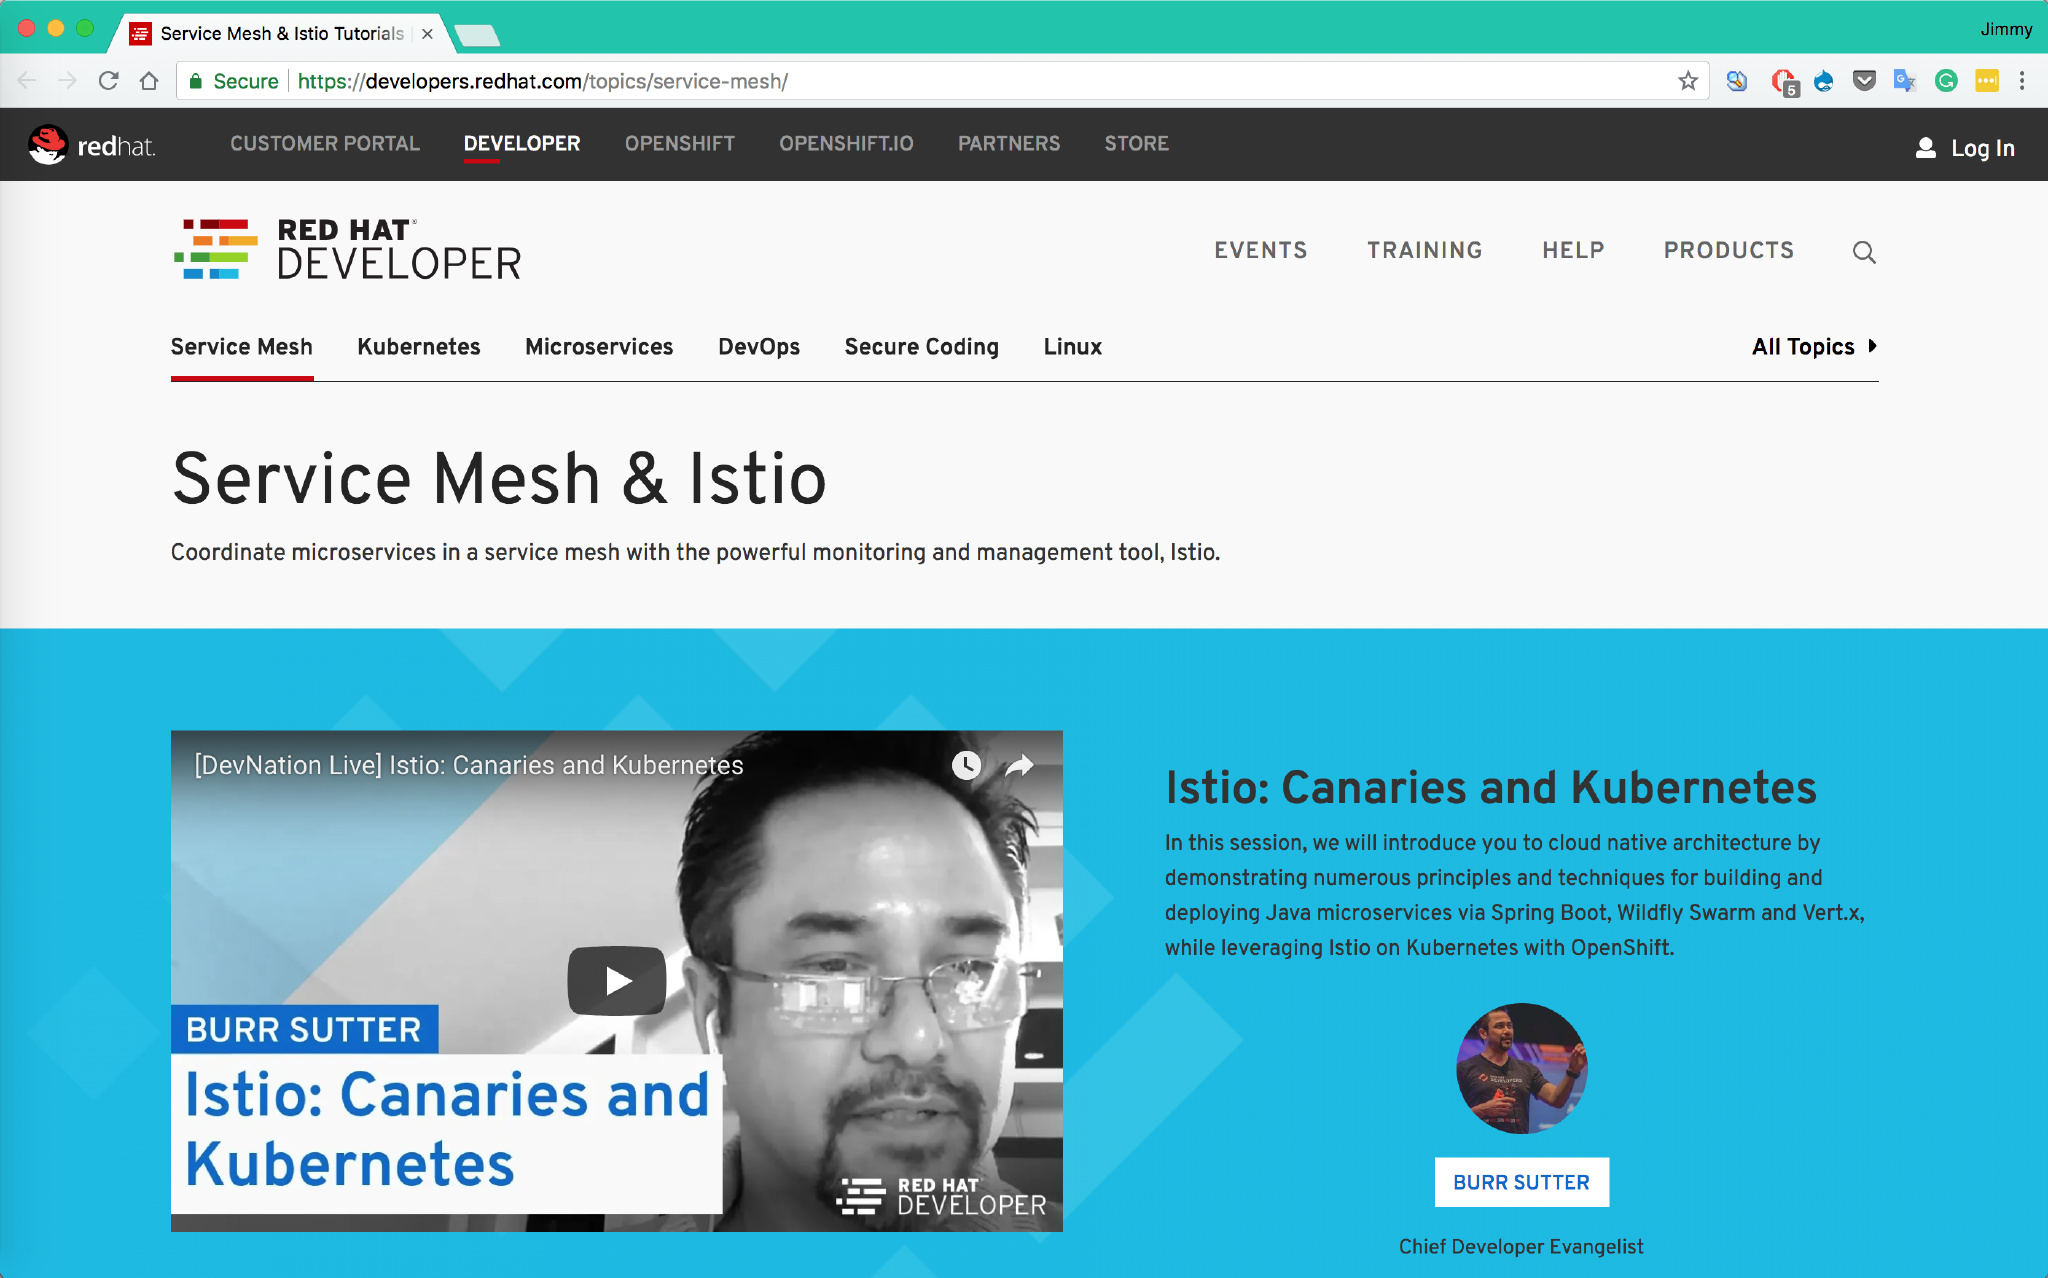 Service Mesh & Istio Tutorials
Jimmy
Secure https://developers.redhat.com/topics/service-mesh/
5
redhat.
CUSTOMER PORTAL DEVELOPER OPENSHIFT OPENSHIFT.IO PARTNERS STORE
Log In
RED HAT®
DEVELOPER
EVENTS TRAINING HELP PRODUCTS
Service Mesh Kubernetes Microservices DevOps Secure Coding Linux All Topics
Service Mesh & Istio
Coordinate microservices in a service mesh with the powerful monitoring and management tool, Istio.
[DevNation Live] Istio: Canaries and Kubernetes
BURR SUTTER
Istio: Canaries and
Kubernetes
RED HAT
DEVELOPER
Istio: Canaries and Kubernetes
In this session, we will introduce you to cloud native architecture by
demonstrating numerous principles and techniques for building and
deploying Java microservices via Spring Boot, Wildfly Swarm and Vert.x,
while leveraging Istio on Kubernetes with OpenShift.
BURR SUTTER
Chief Developer Evangelist